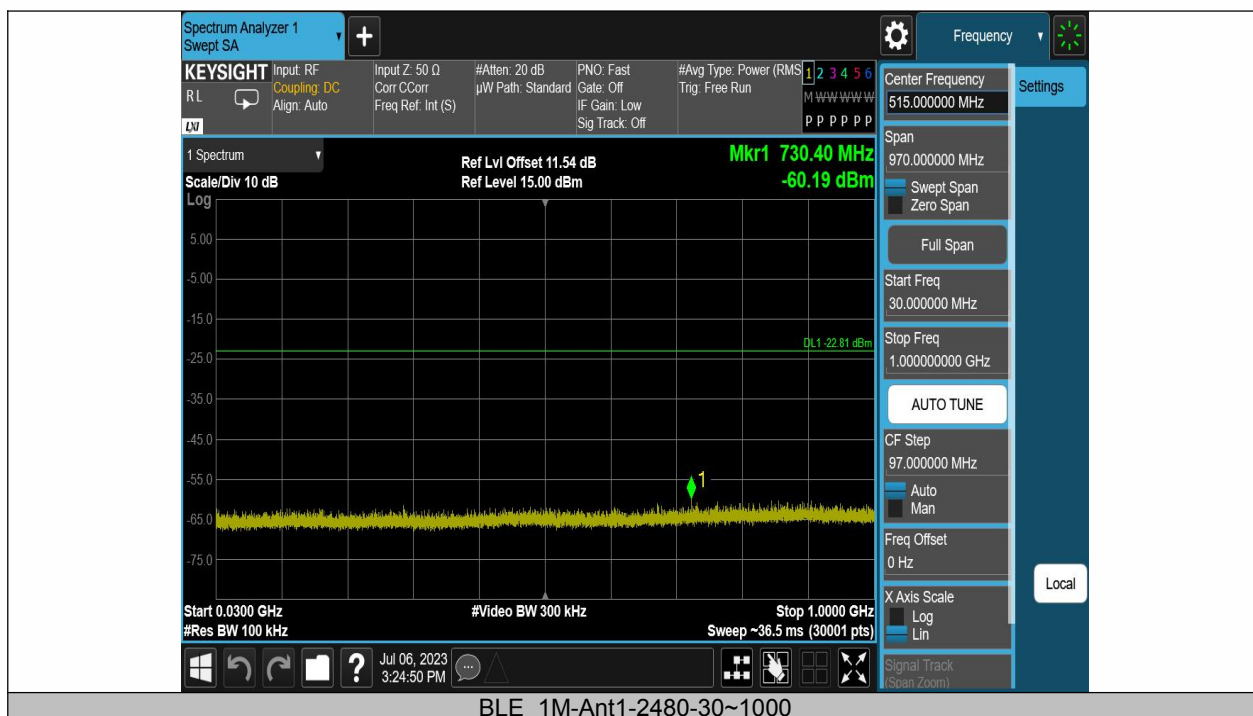 Spectrum Analyzer 1
Swept SA
+
Frequency
KEYSIGHT
RL
LXI
Input: RF
Coupling: DC
Align: Auto
Input Z: 50 Ω
Corr CCorr
Freq Ref: Int (S)
#Atten: 20 dB
µW Path: Standard
PNO: Fast
Gate: Off
IF Gain: Low
Sig Track: Off
#Avg Type: Power (RMS
Trig: Free Run
1 2 3 4 5 6
M W W W W W
P P P P P P
Center Frequency
515.000000 MHz
Settings
1 Spectrum
Scale/Div 10 dB
Log
Ref Lvl Offset 11.54 dB
Ref Level 15.00 dBm
Mkr1 730.40 MHz
-60.19 dBm
Span
970.000000 MHz
Swept Span
Zero Span
Full Span
Start Freq
30.000000 MHz
Stop Freq
1.000000000 GHz
AUTO TUNE
CF Step
97.000000 MHz
Auto
Man
Freq Offset
0 Hz
X Axis Scale
Log
Lin
Signal Track
(Span Zoom)
Local
5.00
-5.00
-15.0
DL1 -22.81 dBm
-25.0
-35.0
-45.0
-55.0
1
-65.0
-75.0
Start 0.0300 GHz
#Video BW 300 kHz
Stop 1.0000 GHz
#Res BW 100 kHz
Sweep ~36.5 ms (30001 pts)
?
Jul 06, 2023
3:24:50 PM
BLE_1M-Ant1-2480-30~1000